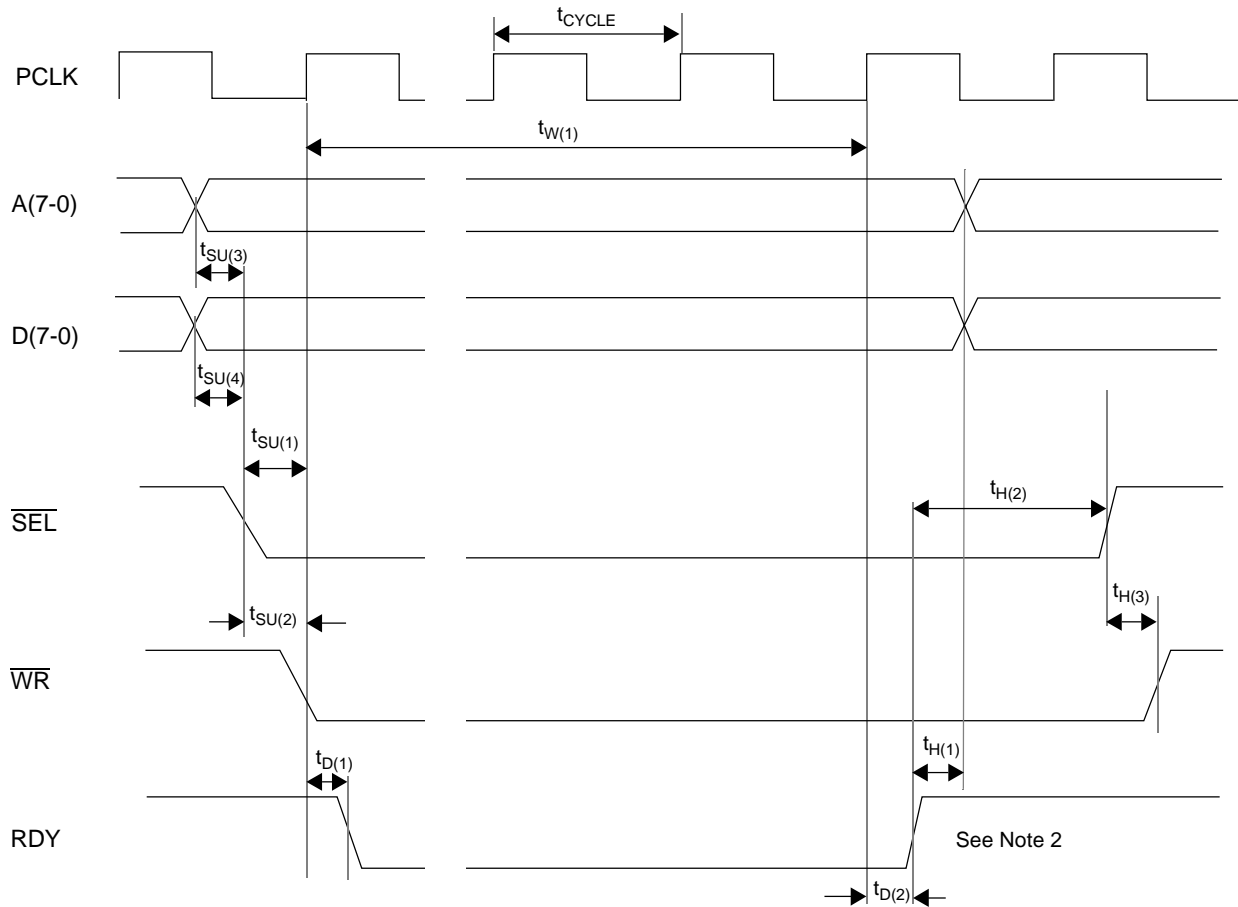 tCYCLE
PCLK
tW(1)
A(7-0)
tSU(3)
D(7-0)
tSU(4)
tSU(1)
SEL
tH(2)
tSU(2)
tH(3)
WR
tD(1)
tH(1)
RDY
See Note 2
tD(2)